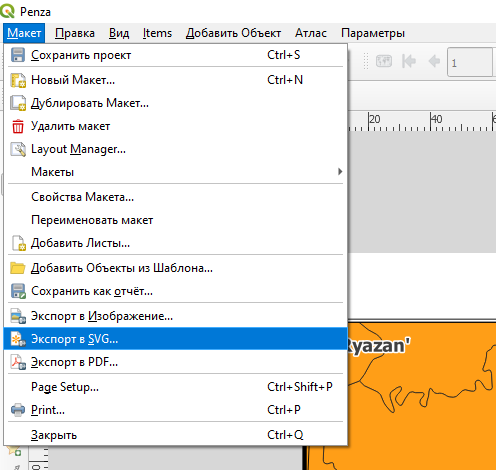 Penza
Макет Правка Вид Items Добавить Объект Атлас Параметры
Сохранить проект Ctrl+S
1
Новый Макет... Ctrl+N
Дублировать Макет...
Удалить макет
20 40 6
Layout Manager...
Макеты
Свойства Макета...
Переименовать макет
Добавить Листы...
Добавить Объекты из Шаблона...
Сохранить как отчёт...
Экспорт в Изображение...
Экспорт в SVG...
Ryazan'
Экспорт в PDF...
Page Setup... Ctrl+Shift+P
Print... Ctrl+P
Закрыть Ctrl+Q